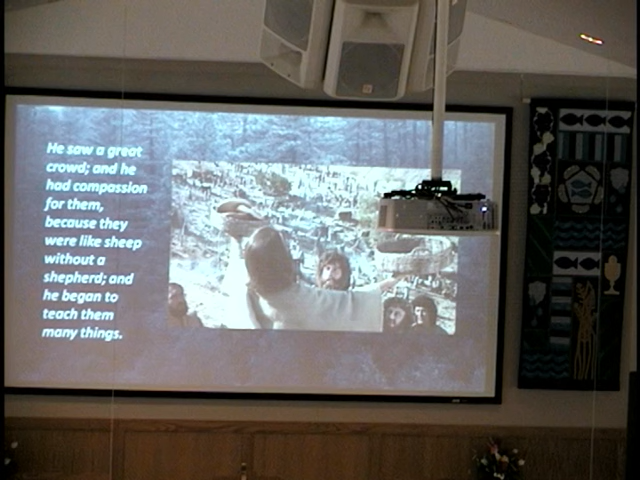 He saw a great
crowd; and he
had compassion
for them,
because they
were like sheep
without a
shepherd; and
he began to
teach them
many things.